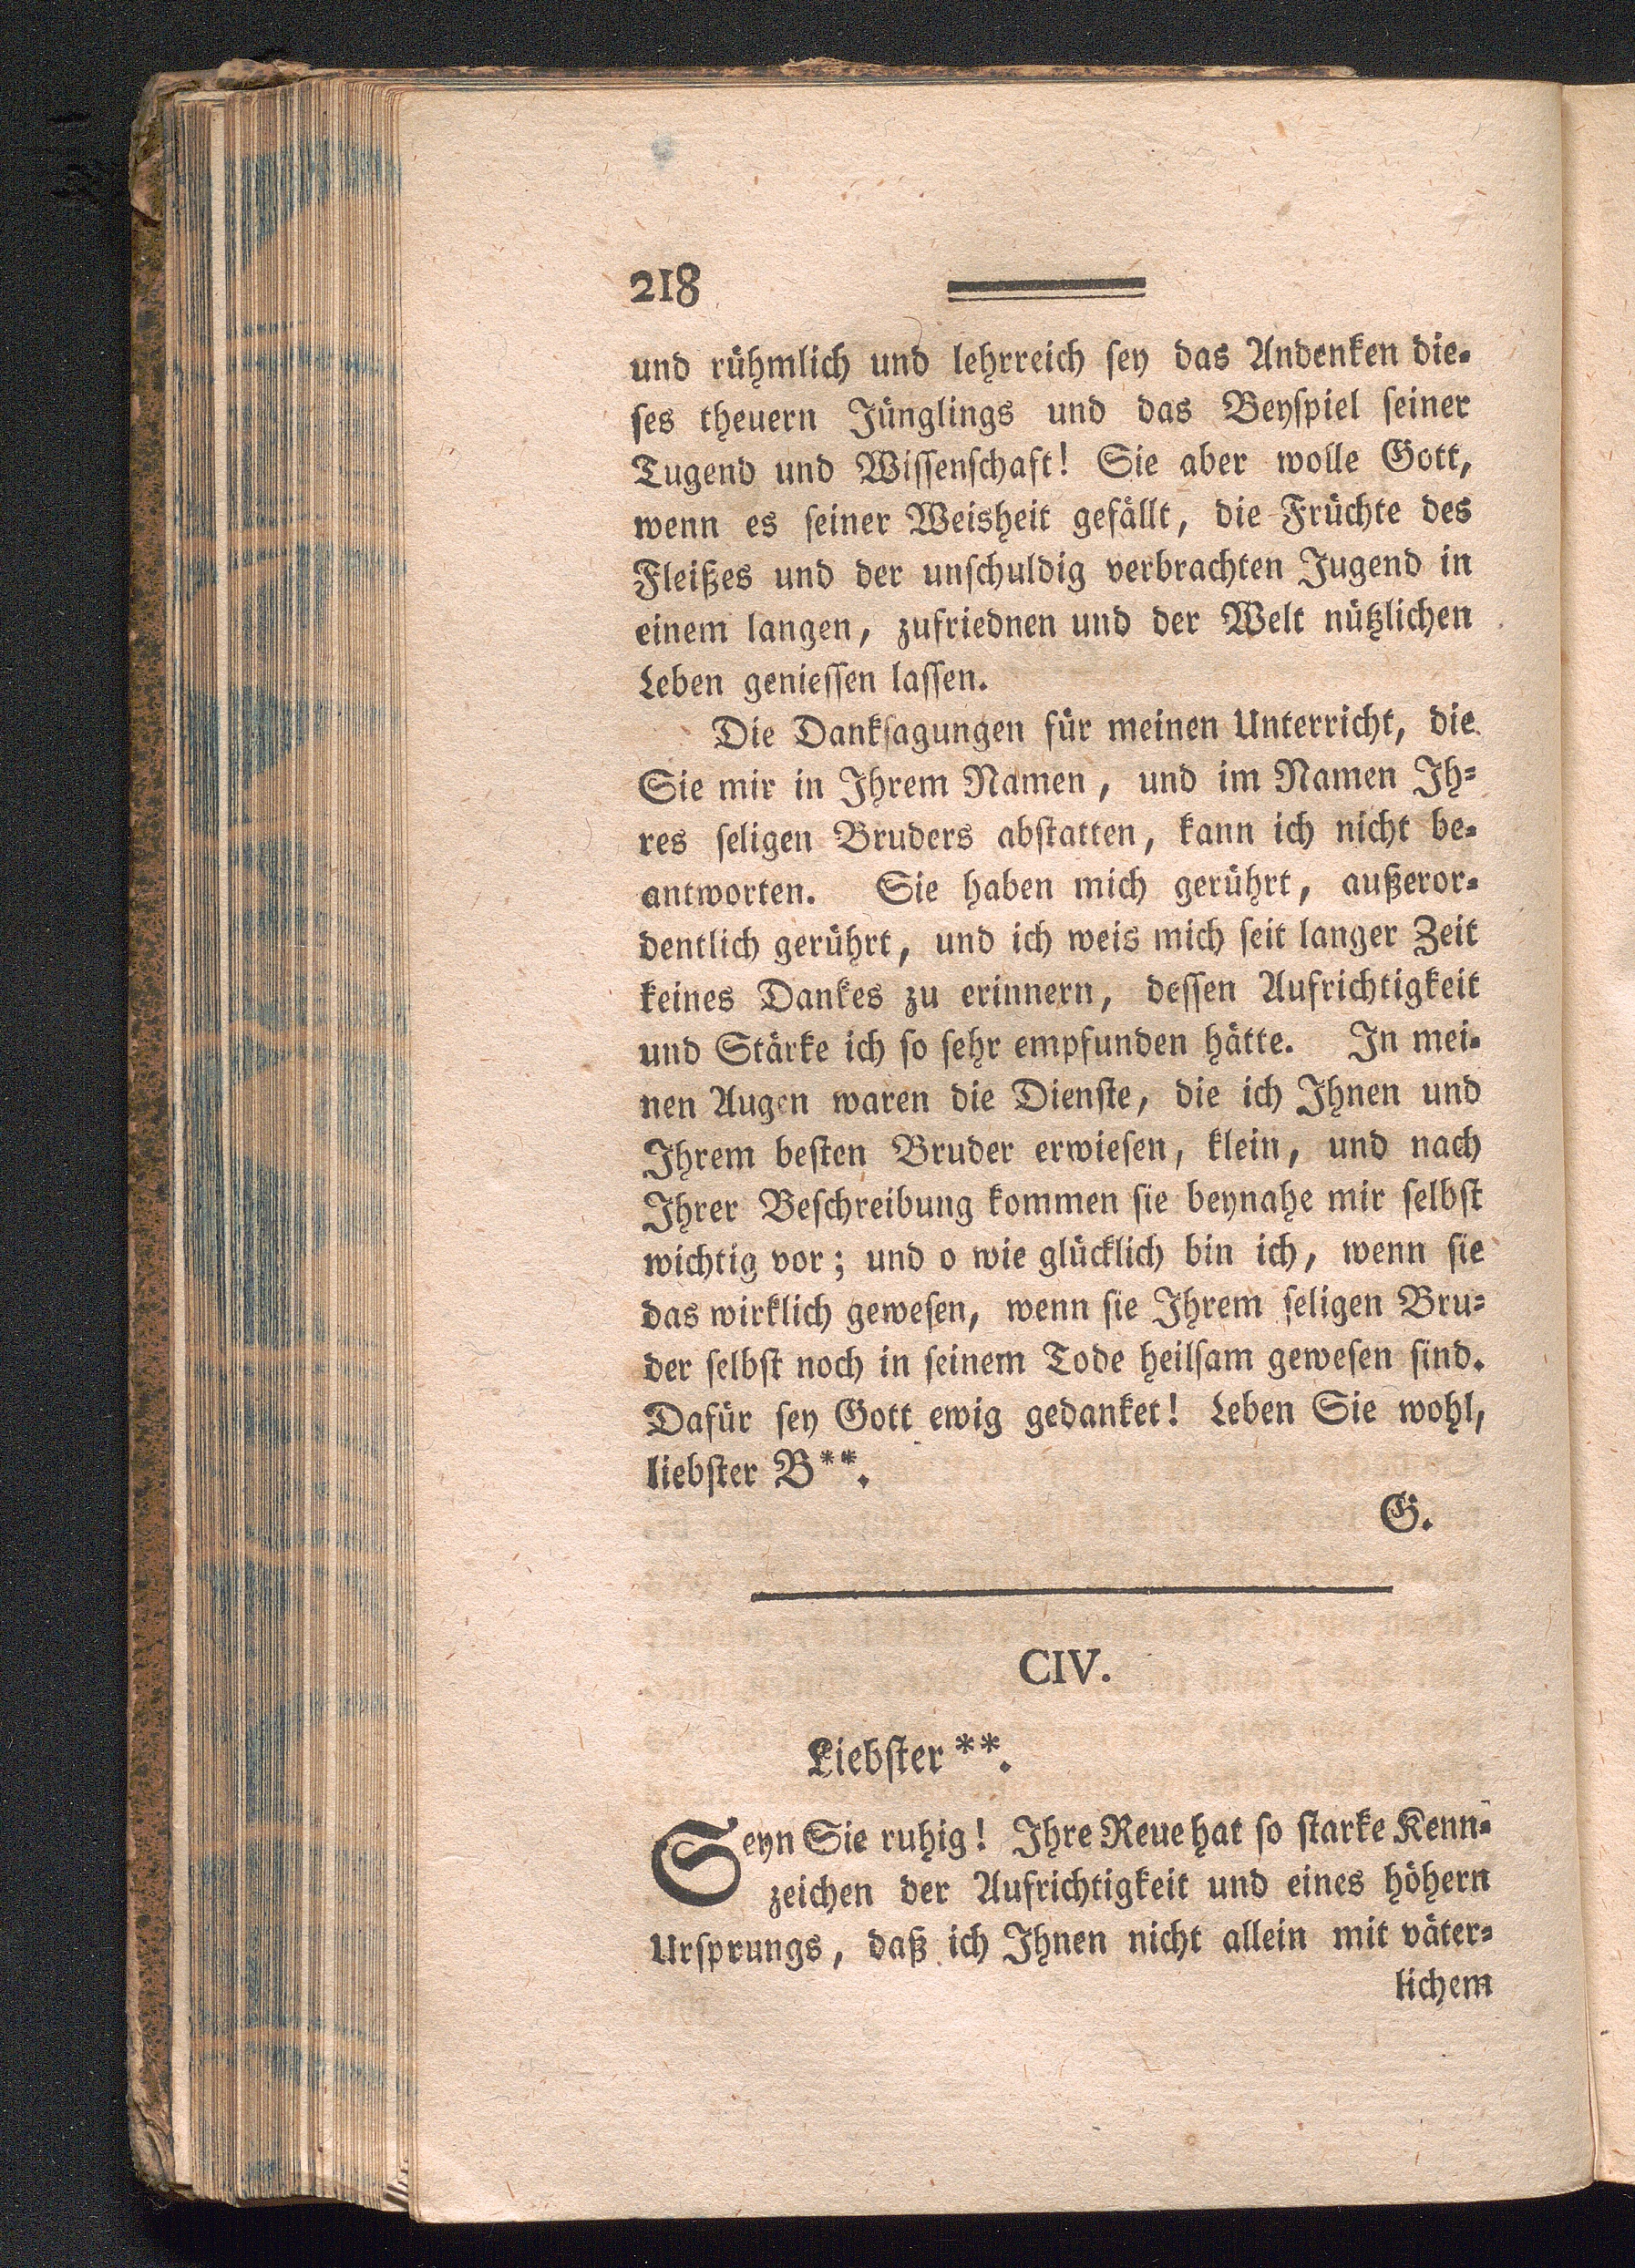 218
und rühmlich und lehrreich sey das Andenken die-
ses theuern Jünglings und das Beyspiel seiner
Tugend und Wissenschaft! Sie aber wolle Gott,
wenn es seiner Weisheit gefällt, die Früchte des
Fleißes und der unschuldig verbrachten Jugend in
einem langen, zufriednen und der Welt nützlichen
Leben geniessen lassen.
Die Danksagungen für meinen Unterricht, die
Sie mir in Ihrem Namen, und im Namen Ih-
res seligen Bruders abstatten, kann ich nicht be-
antworten. Sie haben mich gerührt, außeror-
dentlich gerührt, und ich weis mich seit langer Zeit
keines Dankes zu erinnern, dessen Aufrichtigkeit
und Stärke ich so sehr empfunden hätte. In mei-
nen Augen waren die Dienste, die ich Ihnen und
Ihrem besten Bruder erwiesen, klein, und nach
Ihrer Beschreibung kommen sie beynahe mir selbst
wichtig vor; und o wie glücklich bin ich, wenn sie
das wirklich gewesen, wenn sie Ihrem seligen Bru-
der selbst noch in seinem Tode heilsam gewesen sind.
Dafür sey Gott ewig gedanket! Leben Sie wohl,
liebster B**.
G.
CIV.
Liebster **.
Seyn Sie ruhig! Ihre Reue hat so starke Kenn-
zeichen der Aufrichtigkeit und eines höhern
Ursprungs, daß ich Ihnen nicht allein mit väter-
lichem